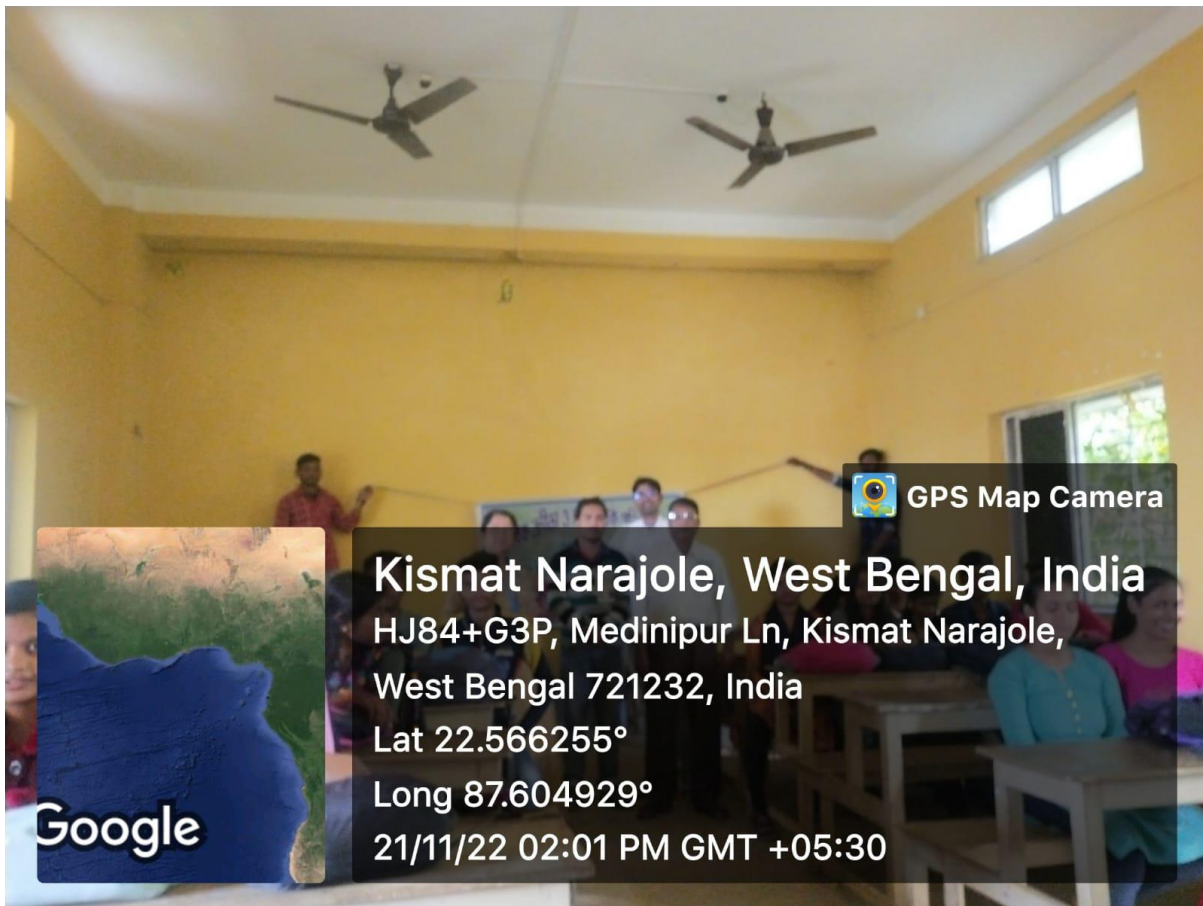 GPS Map Camera
Kismat Narajole, West Bengal, India
HJ84+G3P, Medinipur Ln, Kismat Narajole,
West Bengal 721232, India
Lat 22.566255°
Long 87.604929°
21/11/22 02:01 PM GMT +05:30
Google